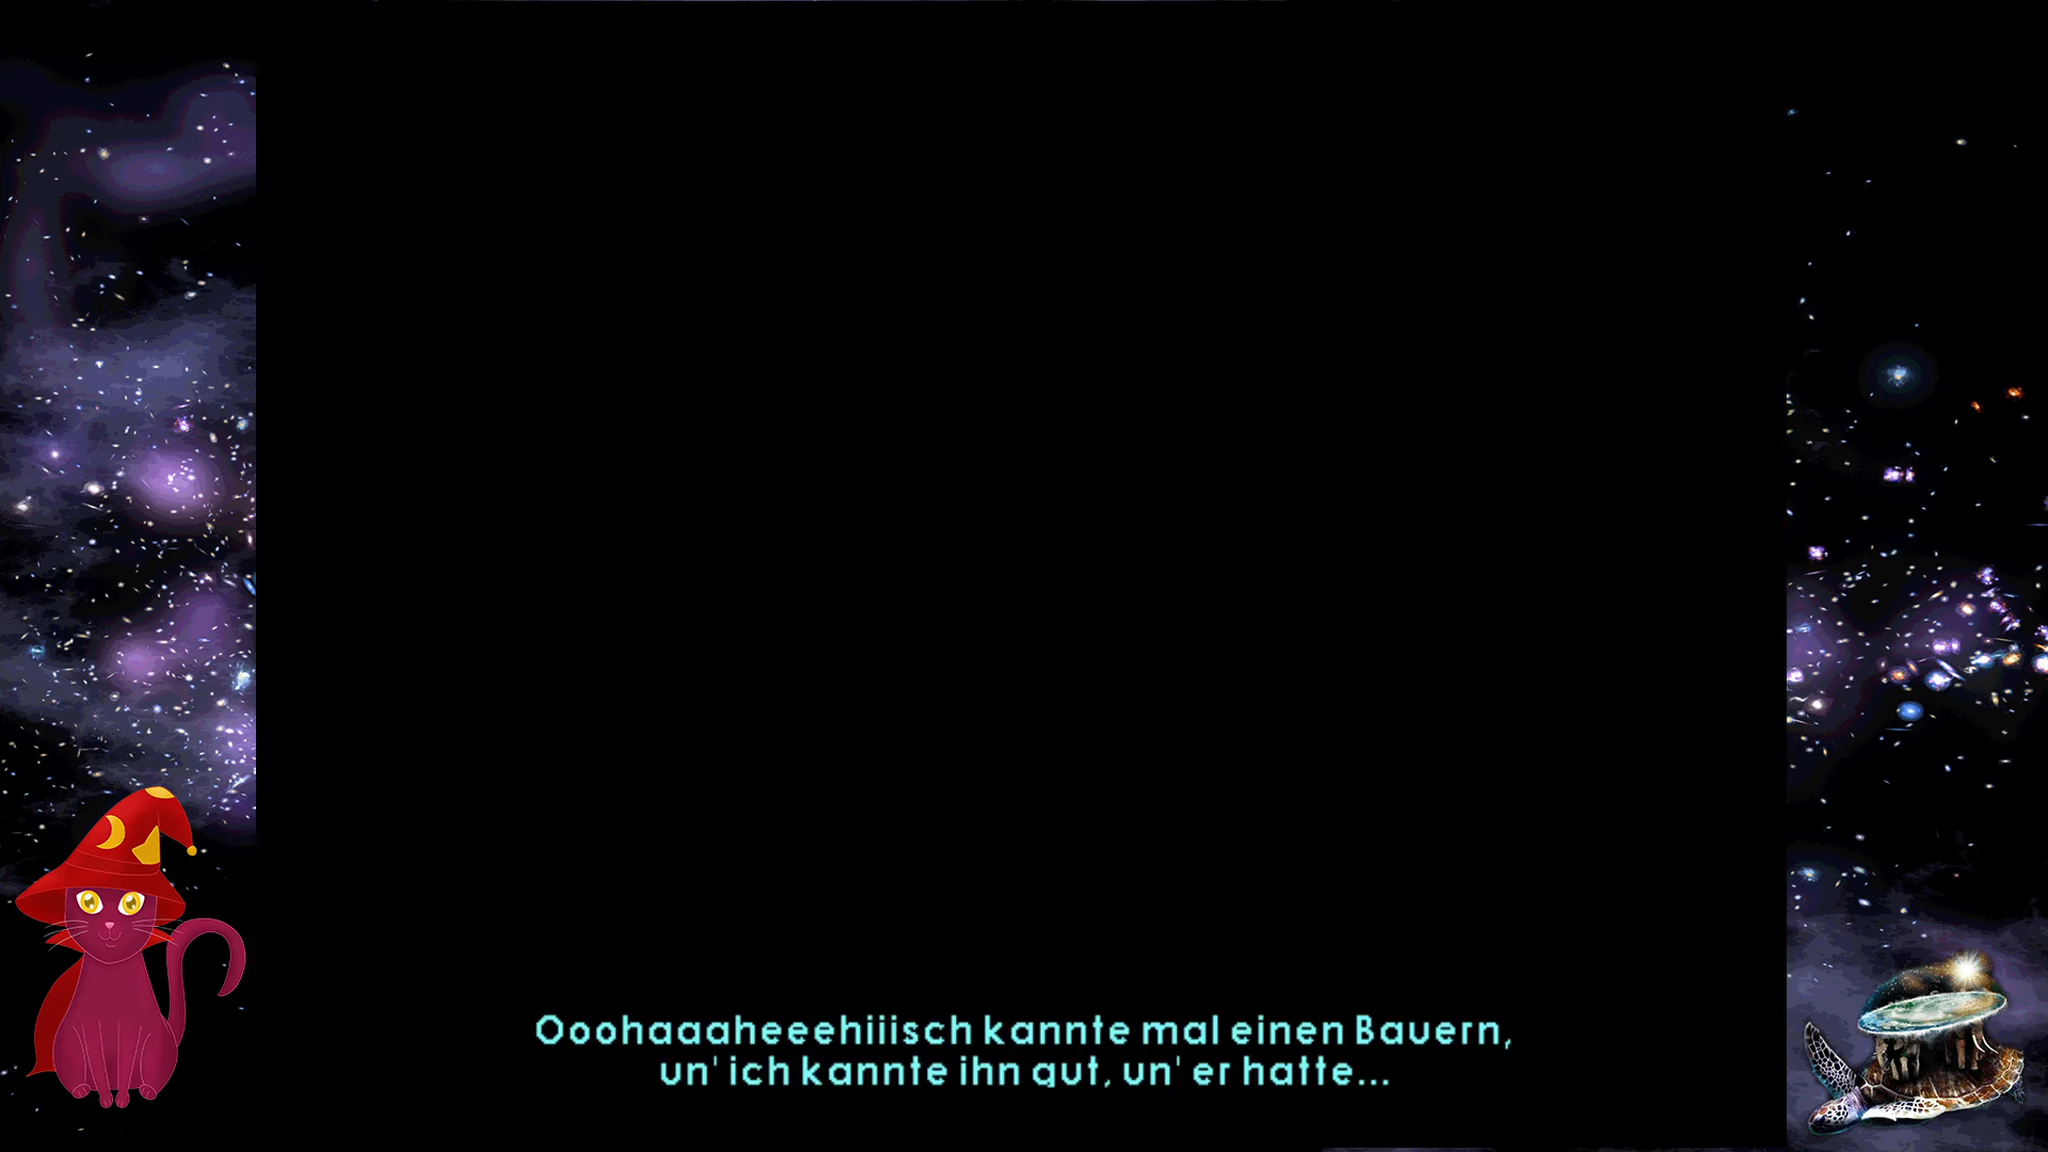 Ooohaaaheeehiiisch kannte mal einen Bauern,
un' ich kannte ihn gut, un' er hatte...